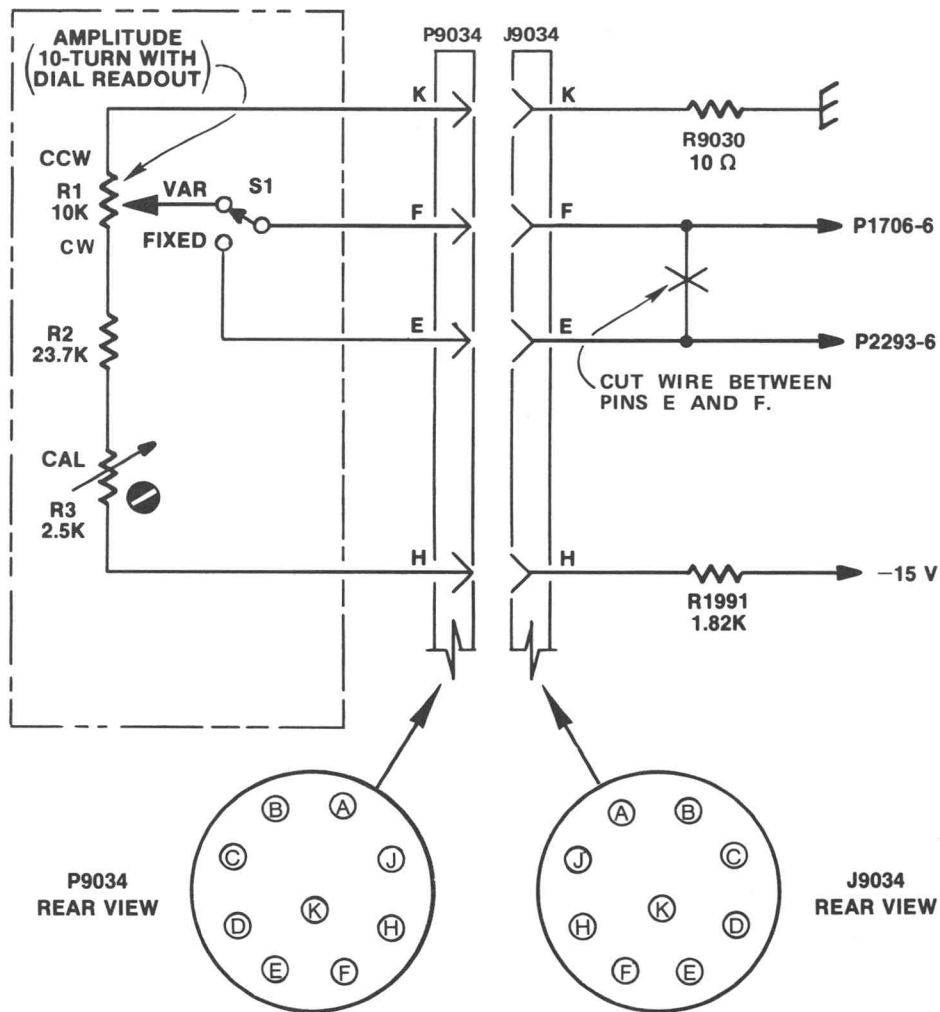 AMPLITUDE
10-TURN WITH
DIAL READOUT
P9034
J9034
K
K
CCW
R1
10K
CW
VAR
S1
FIXED
R9030
10 Ω
F
F
P1706-6
E
E
P2293-6
R2
23.7K
CUT WIRE BETWEEN
PINS E AND F.
CAL
R3
2.5K
H
H
R1991
1.82K
—15 V
P9034
REAR VIEW
B
A
C
J
K
D
H
E
F
A
B
J
C
K
H
D
F
E
J9034
REAR VIEW